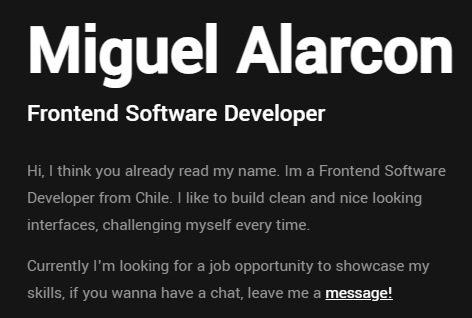 Miguel Alarcon
Frontend Software Developer
Hi, I think you already read my name. Im a Frontend Software
Developer from Chile. I like to build clean and nice looking
interfaces, challenging myself every time.
Currently I'm looking for a job opportunity to showcase my
skills, if you wanna have a chat, leave me a message!